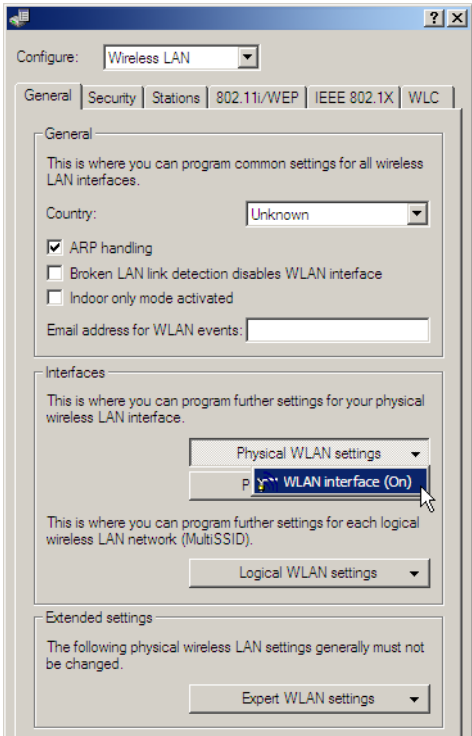 Configure: Wireless LAN
General Security Stations 802.11i/WEP IEEE 802.1X WLC
General
This is where you can program common settings for all wireless
LAN interfaces.
Country: Unknown
ARP handling
Broken LAN link detection disables WLAN interface
Indoor only mode activated
Email address for WLAN events:
Interfaces
This is where you can program further settings for your physical
wireless LAN interface.
Physical WLAN settings
P
WLAN interface (On)
This is where you can program further settings for each logical
wireless LAN network (MultiSSID).
Logical WLAN settings
Extended settings
The following physical wireless LAN settings generally must not
be changed.
Expert WLAN settings